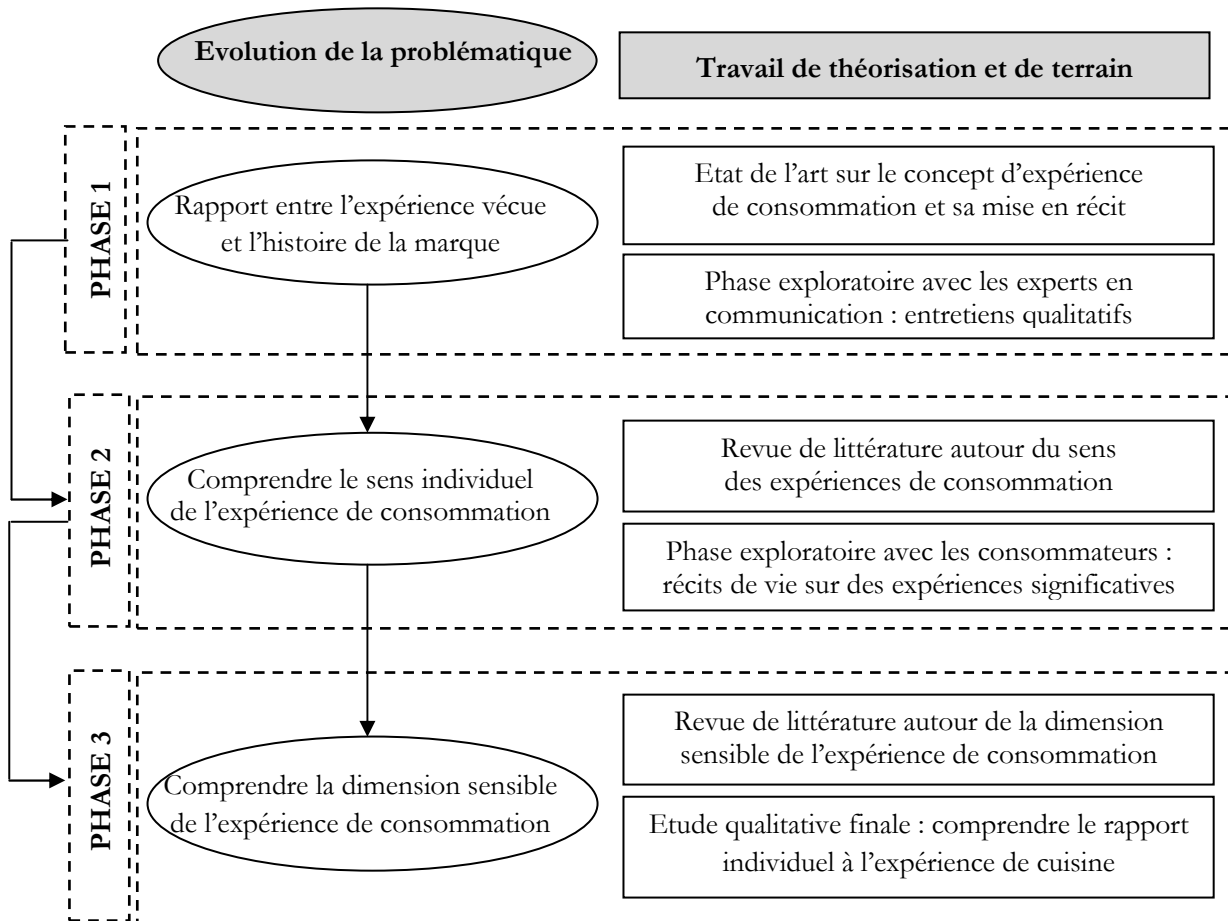 Evolution de la problématique
Travail de théorisation et de terrain
PHASE 1
Rapport entre l’expérience vécue
et l’histoire de la marque
Etat de l’art sur le concept d’expérience
de consommation et sa mise en récit
Phase exploratoire avec les experts en
communication : entretiens qualitatifs
PHASE 2
Comprendre le sens individuel
de l’expérience de consommation
Revue de littérature autour du sens
des expériences de consommation
Phase exploratoire avec les consommateurs :
récits de vie sur des expériences significatives
PHASE 3
Comprendre la dimension sensible
de l’expérience de consommation
Revue de littérature autour de la dimension
sensible de l’expérience de consommation
Etude qualitative finale : comprendre le rapport
individuel à l’expérience de cuisine